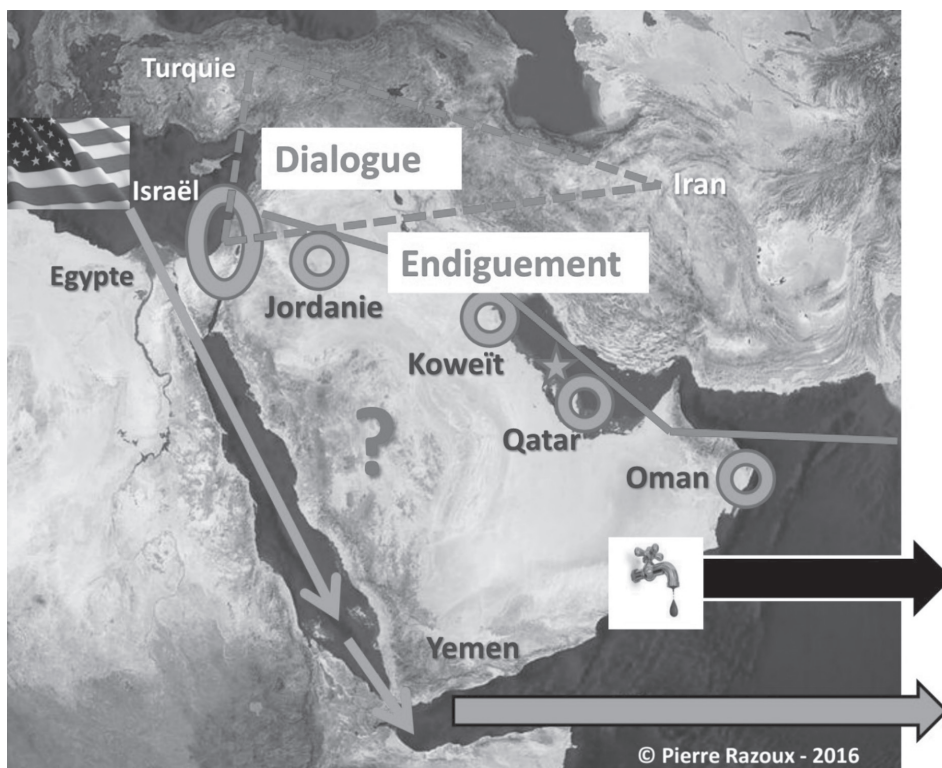 Turquie
Dialogue
Israël
Iran
Egypte
Endiguement
Jordanie
Koweït
?
Qatar
Oman
Yemen
© Pierre Razoux - 2016